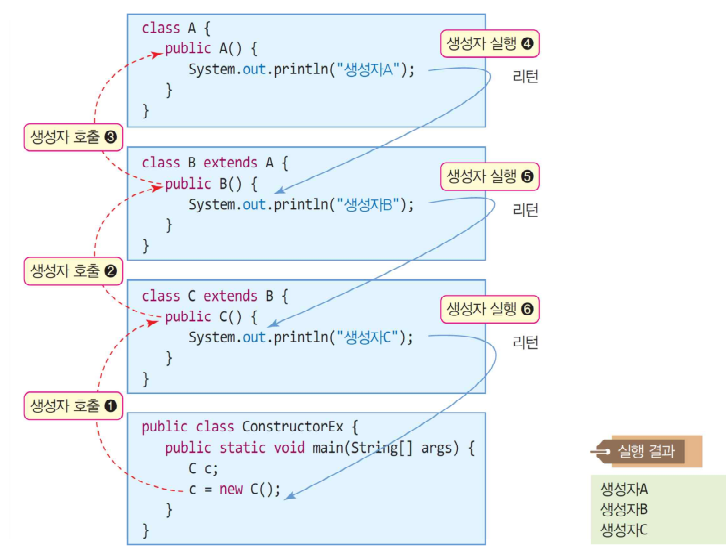 class A {
public A() {
System.out.println("생성자A");
}
}
생성자 실행 ❹
리턴
생성자 호출 ❸
class B extends A {
public B() {
System.out.println("생성자B");
}
}
생성자 실행 ❺
리턴
생성자 호출 ❷
class C extends B {
public C() {
System.out.println("생성자C");
}
}
생성자 실행 ❻
리턴
생성자 호출 ❶
public class ConstructorEx {
public static void main(String[] args) {
C c;
c = new C();
}
}
실행 결과
생성자A
생성자B
생성자C